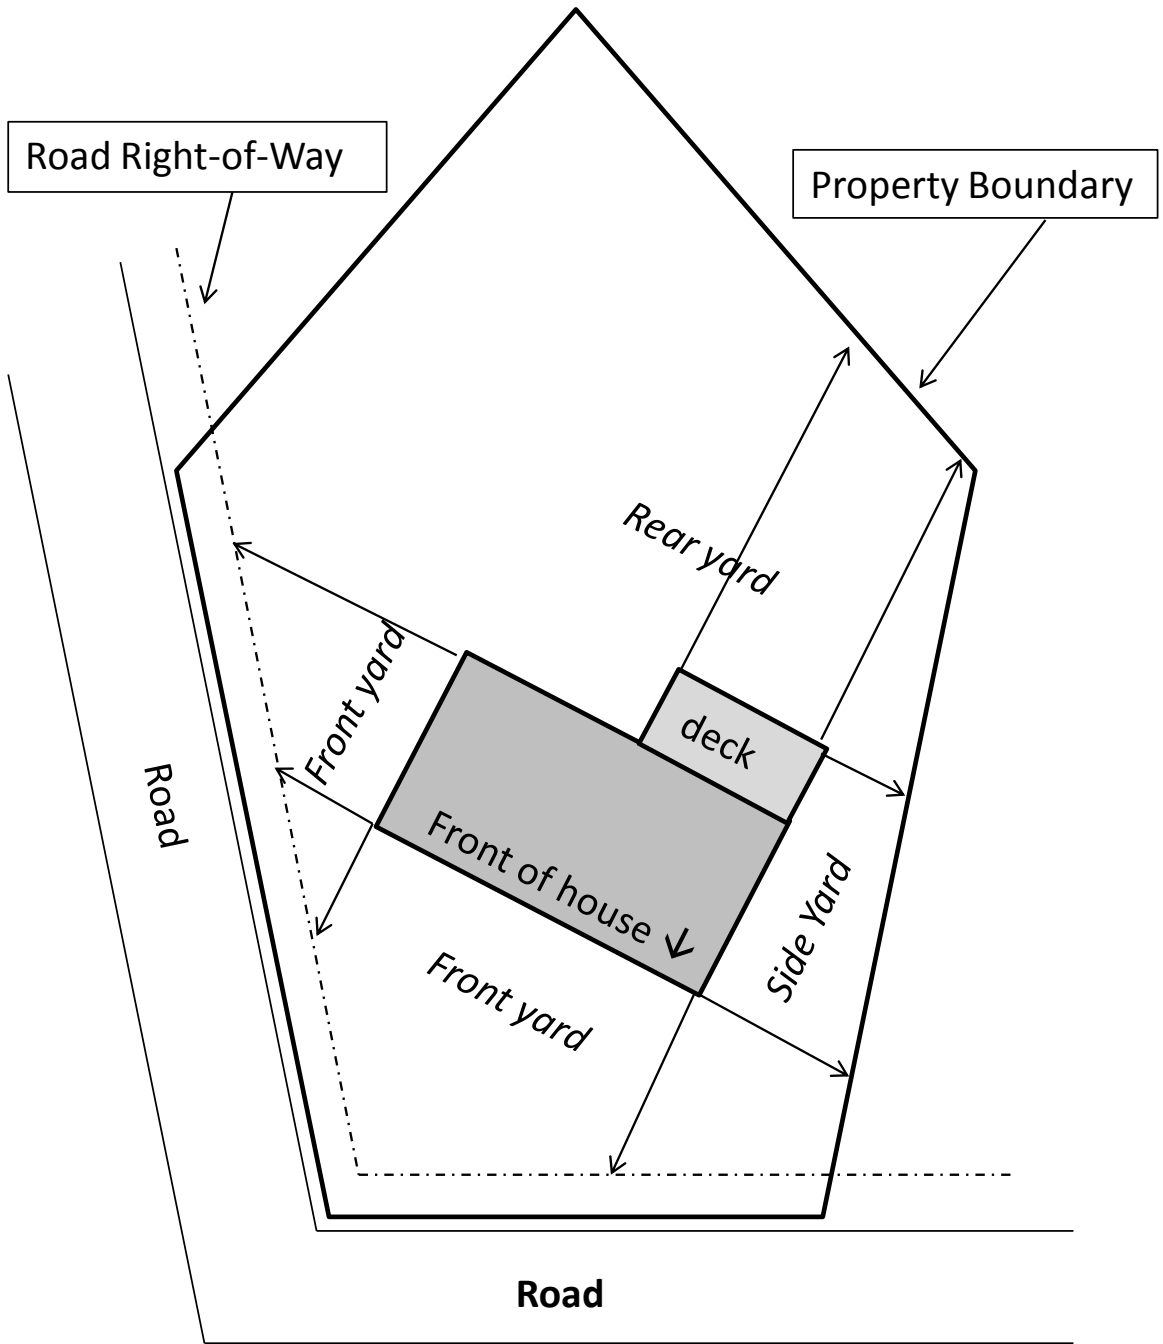 Road Right-of-Way
Property Boundary
Rear yard
Front yard
deck
Road
Front of house
Side Yard
Front yard
Road